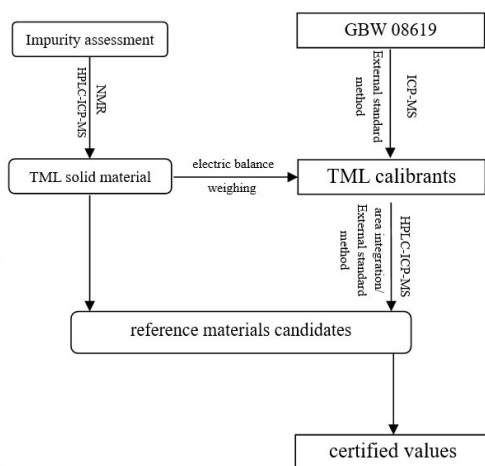 Impurity assessment
GBW 08619
NMR
HPLC-ICP-MS
ICP-MS
External standard
method
TML solid material
electric balance
weighing
TML calibrants
HPLC-ICP-MS
area integration/
External standard
method
reference materials candidates
certified values